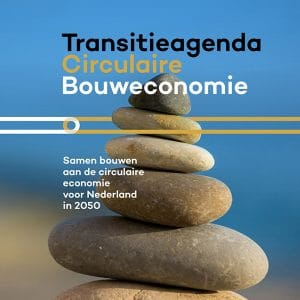 Transitieagenda
Circulaire
Bouweconomie
Samen bouwen
aan de circulaire
economie
voor Nederland
in 2050